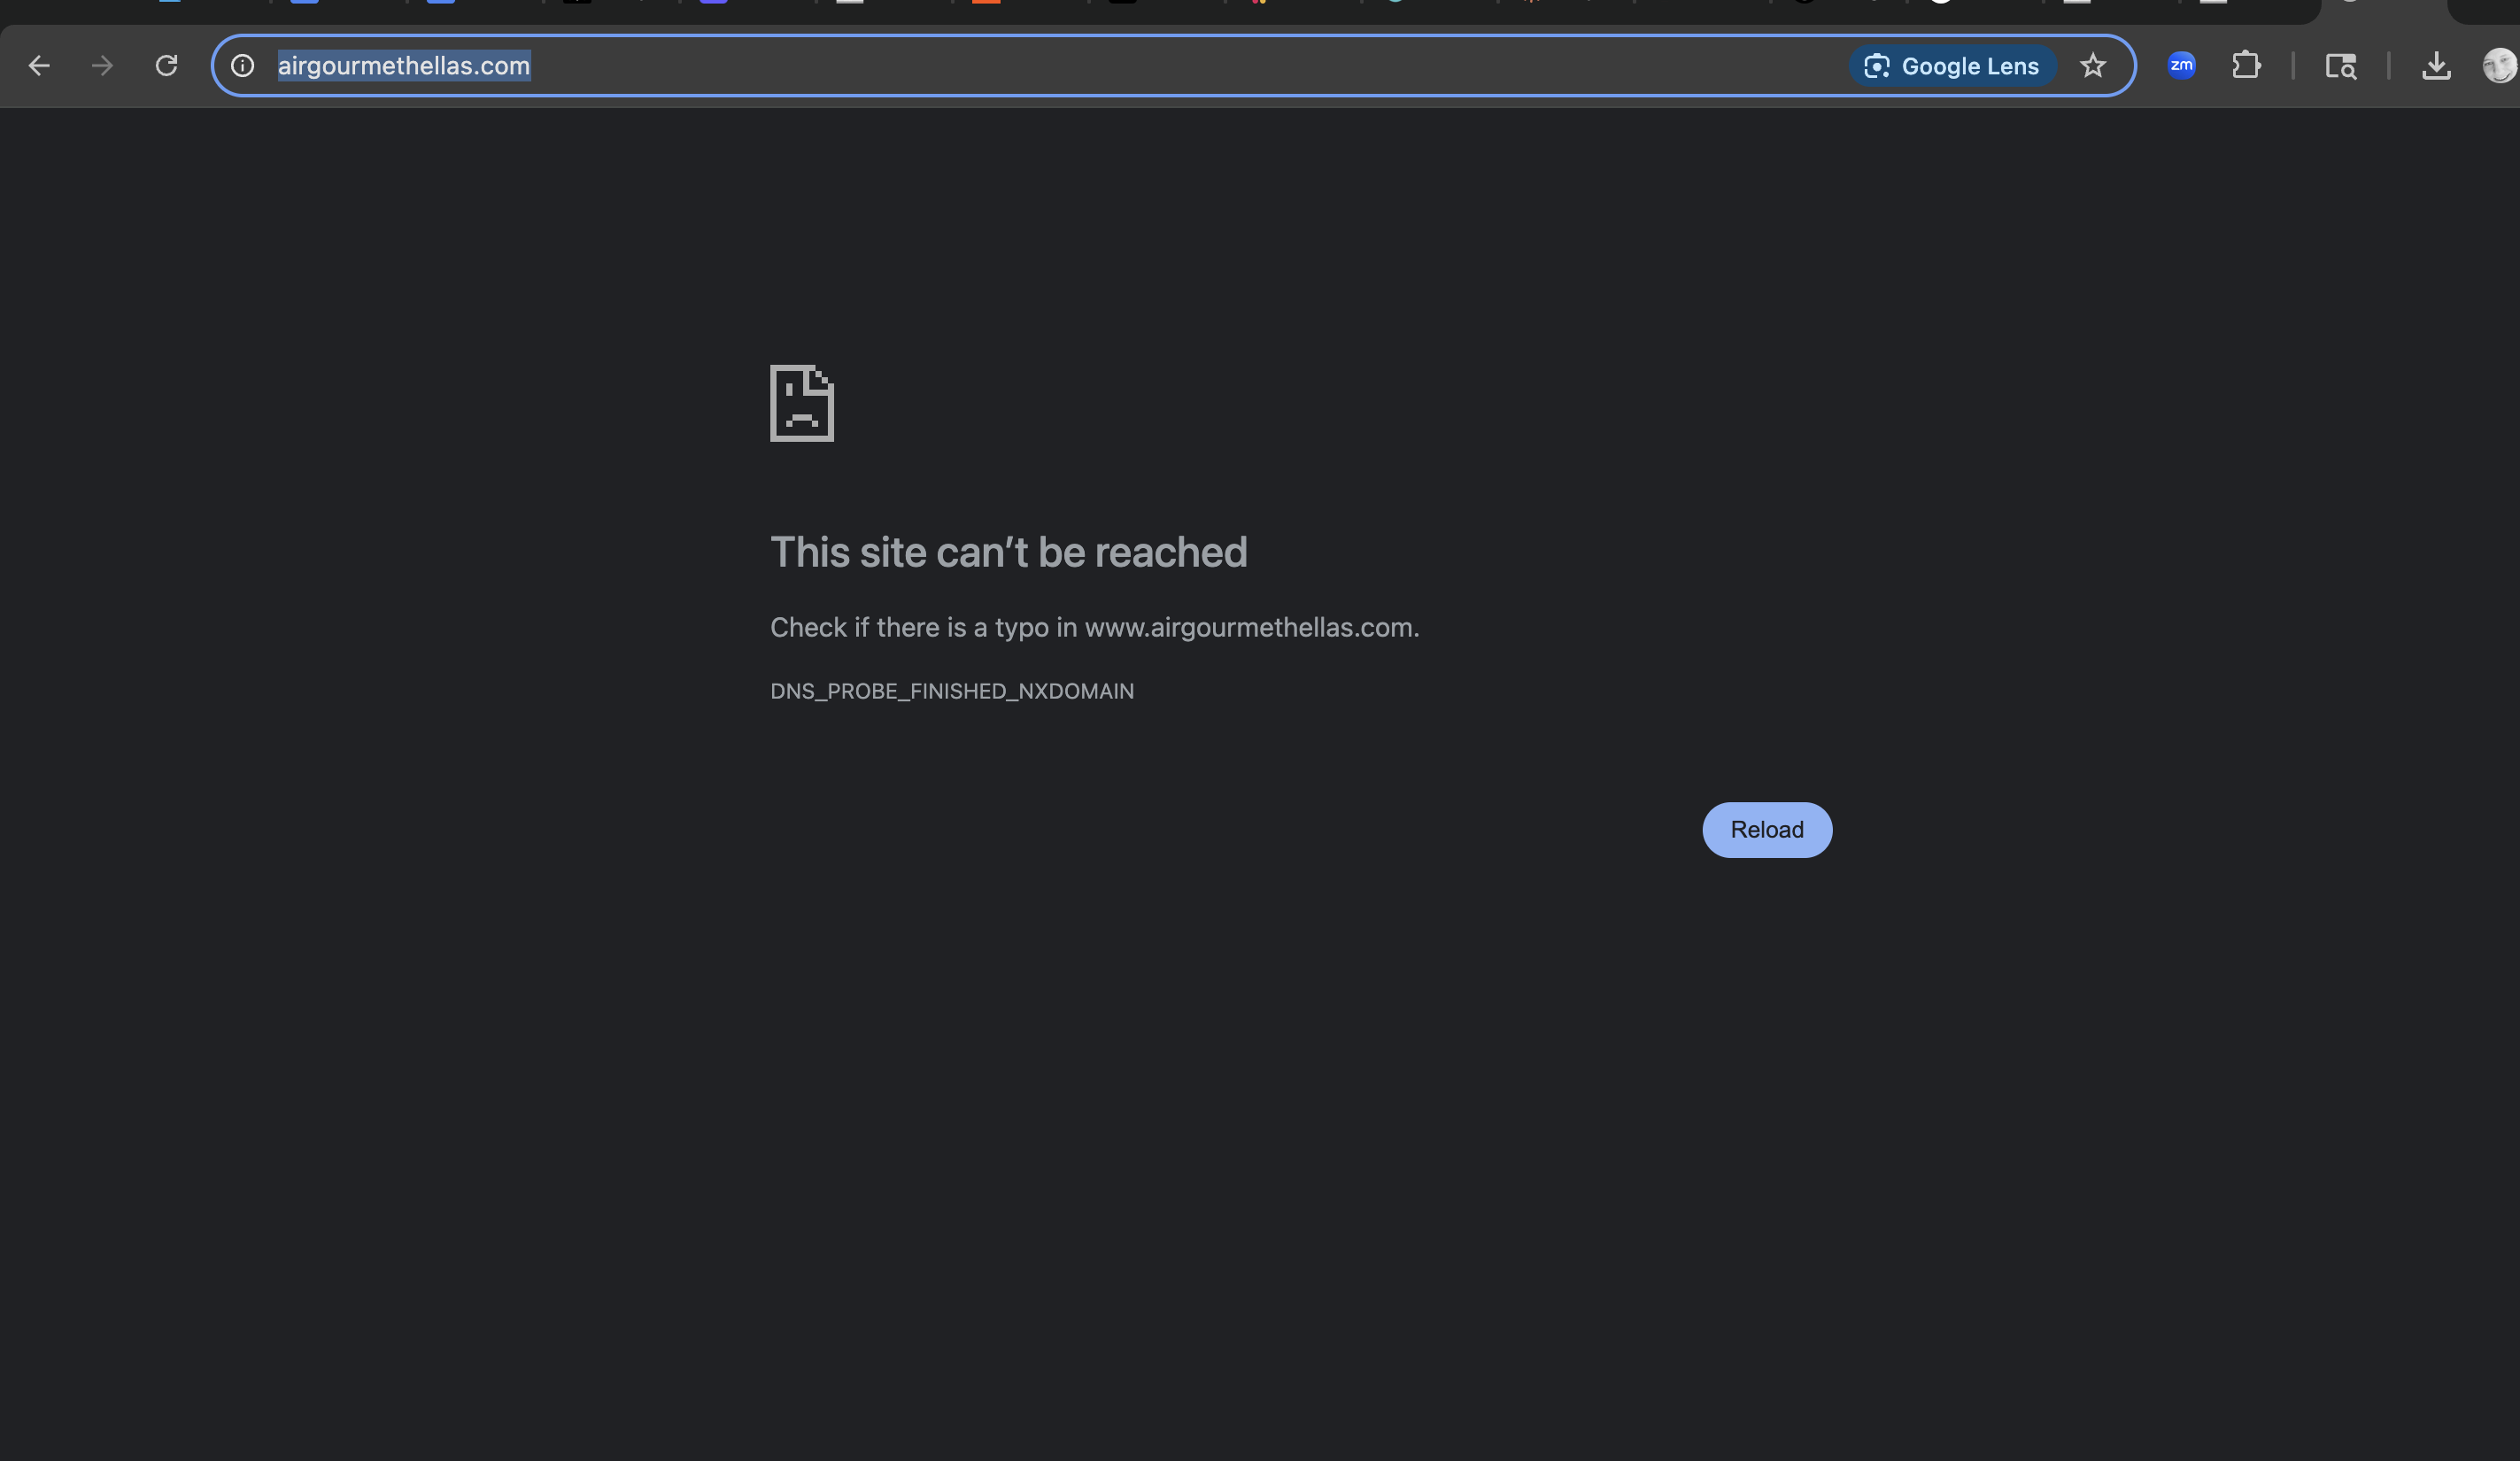 airgourmethellas.com
Google Lens
zm
This site can't be reached
Check if there is a typo in www.airgourmethellas.com.
DNS_PROBE_FINISHED_NXDOMAIN
Reload